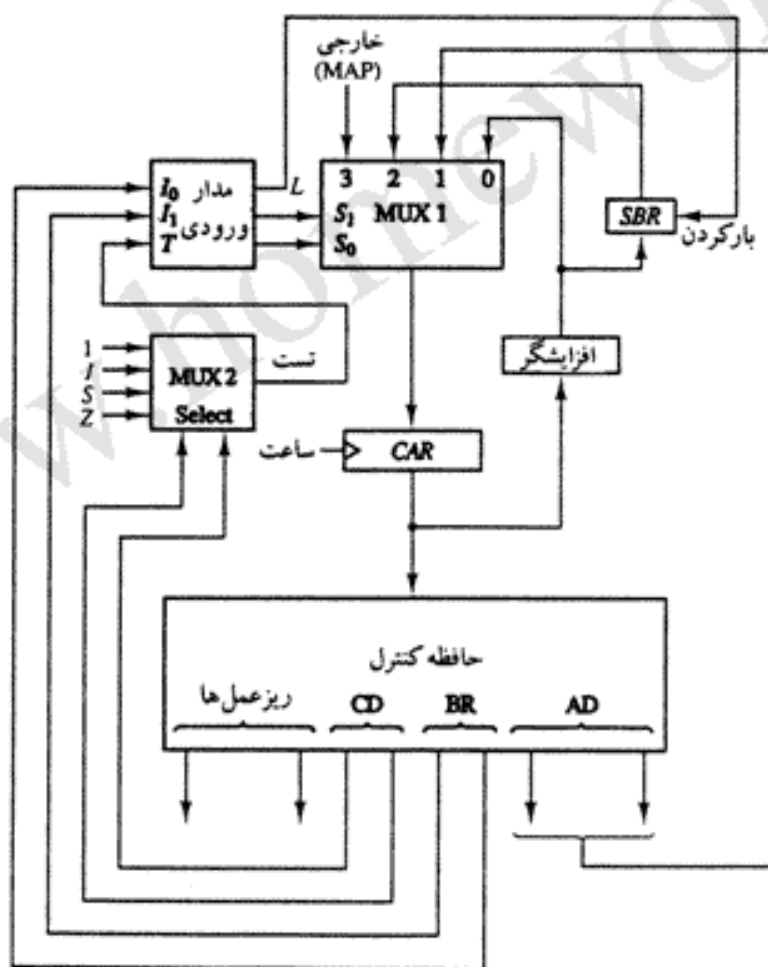 خارجی
(MAP)
I₀ مدار
I₁ ورودی
T
L
3 2 1 0
S₁ MUX 1
S₀
SBR
بارکردن
افزایشگر
1
I
S
Z
MUX 2
Select
تست
ساعت
CAR
حافظه کنترل
ریزعمل‌ها CD BR AD
w.homewor